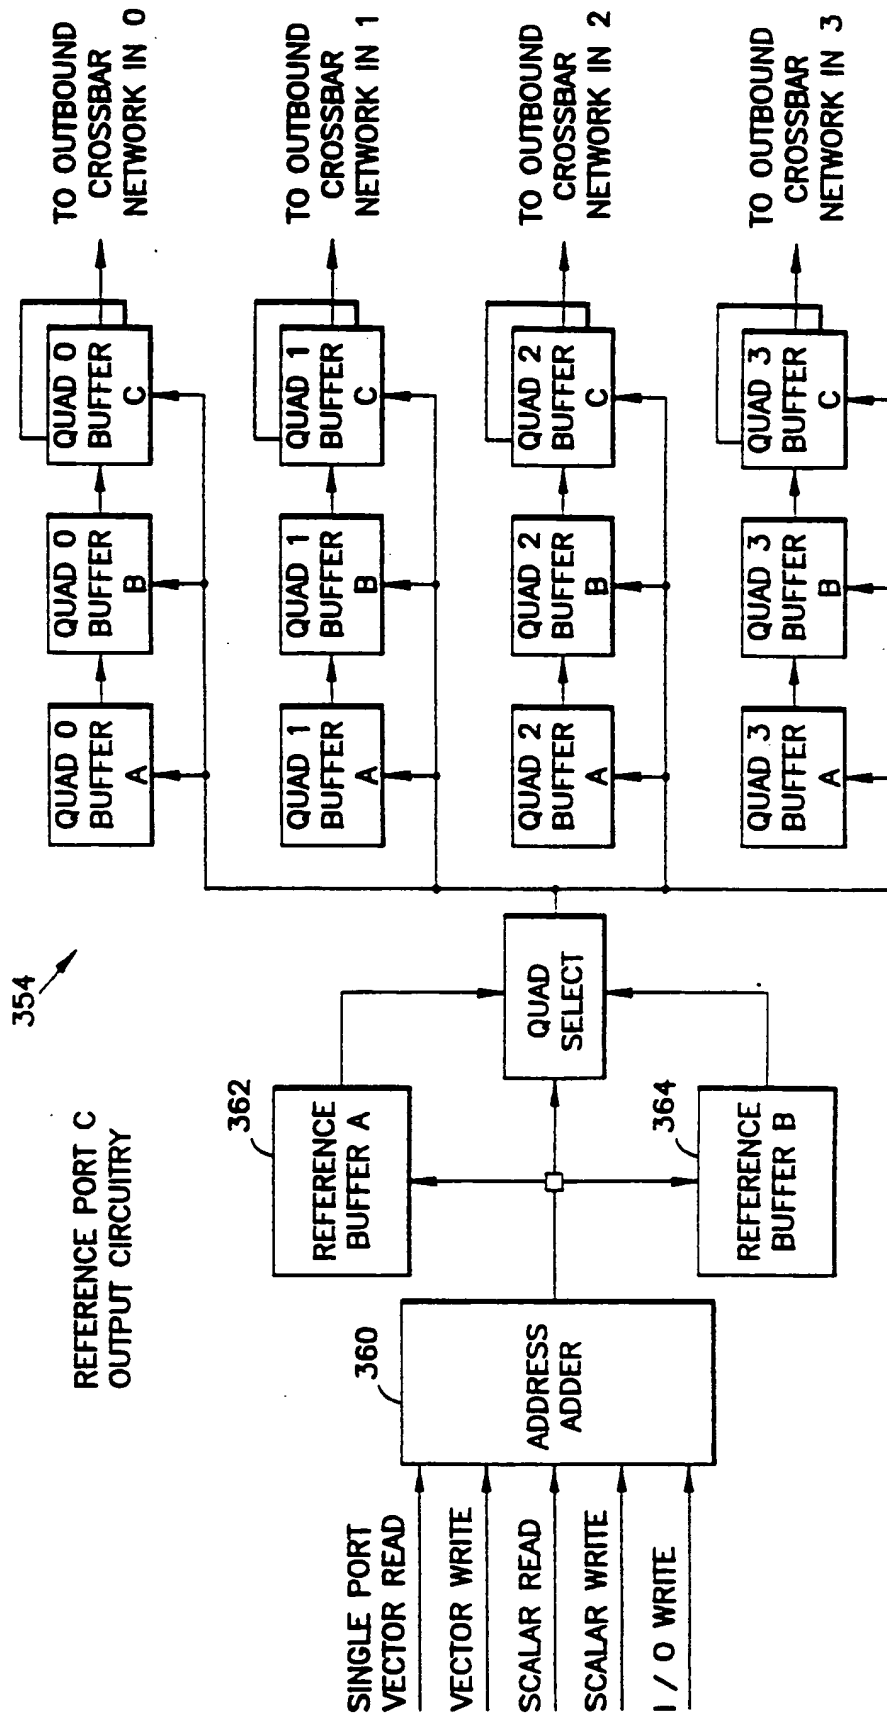 REFERENCE PORT C
OUTPUT CIRCUITRY
354
SINGLE PORT
VECTOR READ
VECTOR WRITE
SCALAR READ
SCALAR WRITE
I / O WRITE
360
ADDRESS
ADDER
362
REFERENCE
BUFFER A
364
REFERENCE
BUFFER B
QUAD
SELECT
QUAD 0
BUFFER
A
QUAD 0
BUFFER
B
QUAD 0
BUFFER
C
TO OUTBOUND
CROSSBAR
NETWORK IN 0
QUAD 1
BUFFER
A
QUAD 1
BUFFER
B
QUAD 1
BUFFER
C
TO OUTBOUND
CROSSBAR
NETWORK IN 1
QUAD 2
BUFFER
A
QUAD 2
BUFFER
B
QUAD 2
BUFFER
C
TO OUTBOUND
CROSSBAR
NETWORK IN 2
QUAD 3
BUFFER
A
QUAD 3
BUFFER
B
QUAD 3
BUFFER
C
TO OUTBOUND
CROSSBAR
NETWORK IN 3